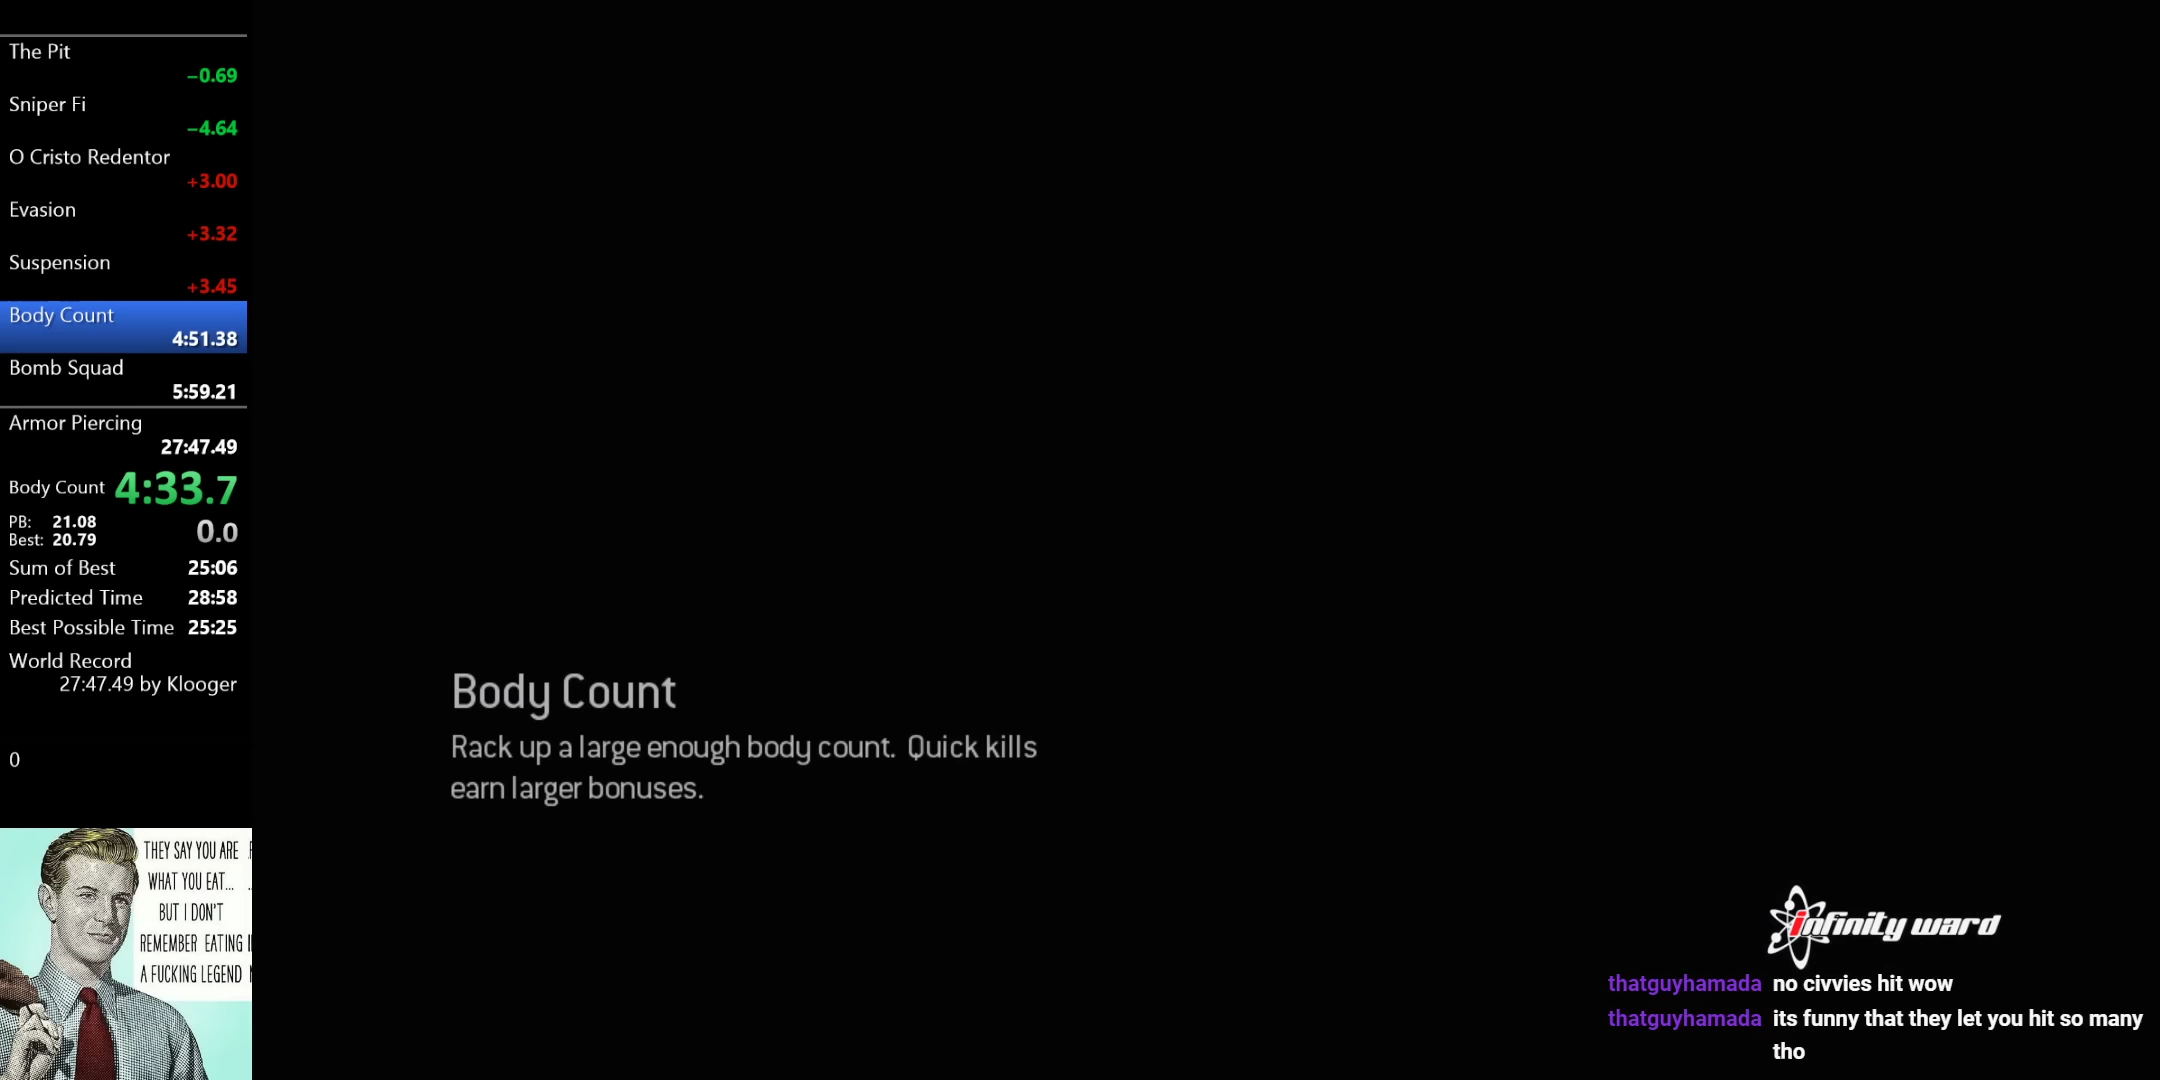 The Pit
−0.69
Sniper Fi
−4.64
O Cristo Redentor
+3.00
Evasion
+3.32
Suspension
+3.45
Body Count
4:51.38
Bomb Squad
5:59.21
Armor Piercing
27:47.49
Body Count 4:33.7
PB: 21.08
Best: 20.79
0.0
Sum of Best 25:06
Predicted Time 28:58
Best Possible Time 25:25
World Record
27:47.49 by Klooger
0
THEY SAY YOU ARE
WHAT YOU EAT...
BUT I DON'T
REMEMBER EATING
A FUCKING LEGEND
Body Count
Rack up a large enough body count. Quick kills
earn larger bonuses.
infinity ward
thatguyhamada no civvies hit wow
thatguyhamada its funny that they let you hit so many
tho